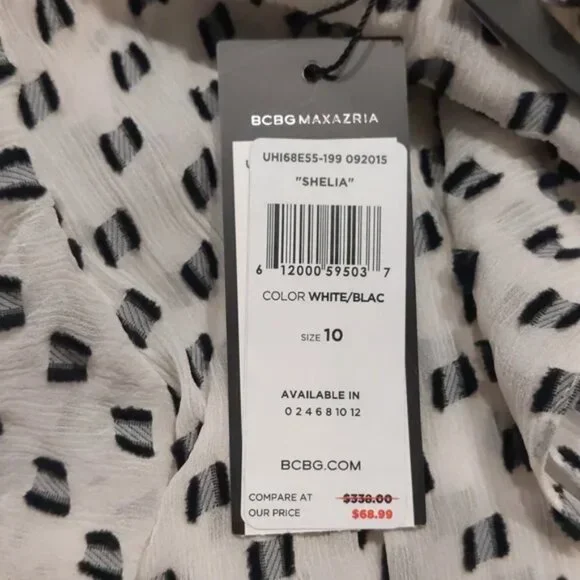 BCBGMAXAZRIA
UHI68E55-199 092015
"SHELIA"
6 12000 59503 7
COLOR WHITE/BLAC
SIZE 10
AVAILABLE IN
0 2 4 6 8 10 12
BCBG.COM
COMPARE AT $338.00
OUR PRICE $68.99